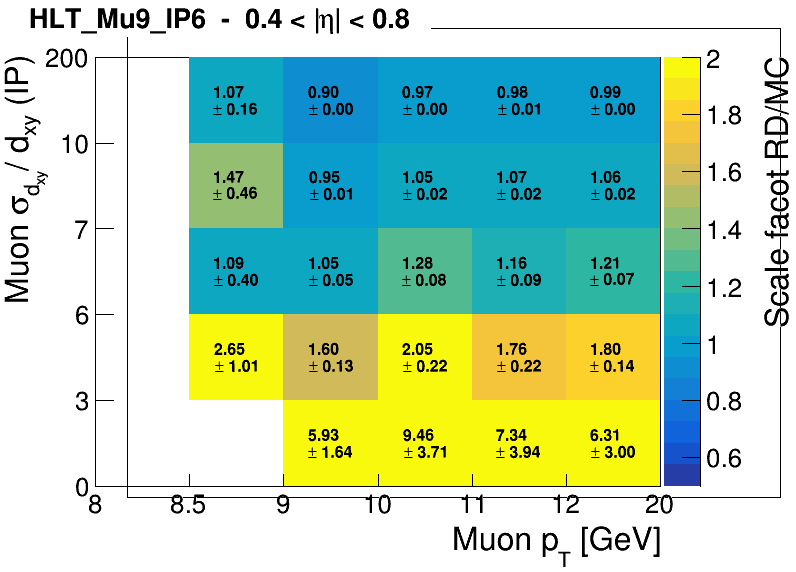 HLT_Mu9_IP6 - 0.4 < |η| < 0.8
Muon σ_dxy / d_xy (IP)
200
10
7
6
3
0
1.07 0.90 0.97 0.98 0.99
± 0.16 ± 0.00 ± 0.00 ± 0.01 ± 0.00
1.47 0.95 1.05 1.07 1.06
± 0.46 ± 0.01 ± 0.02 ± 0.02 ± 0.02
1.09 1.05 1.28 1.16 1.21
± 0.40 ± 0.05 ± 0.08 ± 0.09 ± 0.07
2.65 1.60 2.05 1.76 1.80
± 1.01 ± 0.13 ± 0.22 ± 0.22 ± 0.14
5.93 9.46 7.34 6.31
± 1.64 ± 3.71 ± 3.94 ± 3.00
8 8.5 9 10 11 12 20
Muon p_T [GeV]
2
1.8
1.6
1.4
1.2
1
0.8
0.6
Scale facot RD/MC